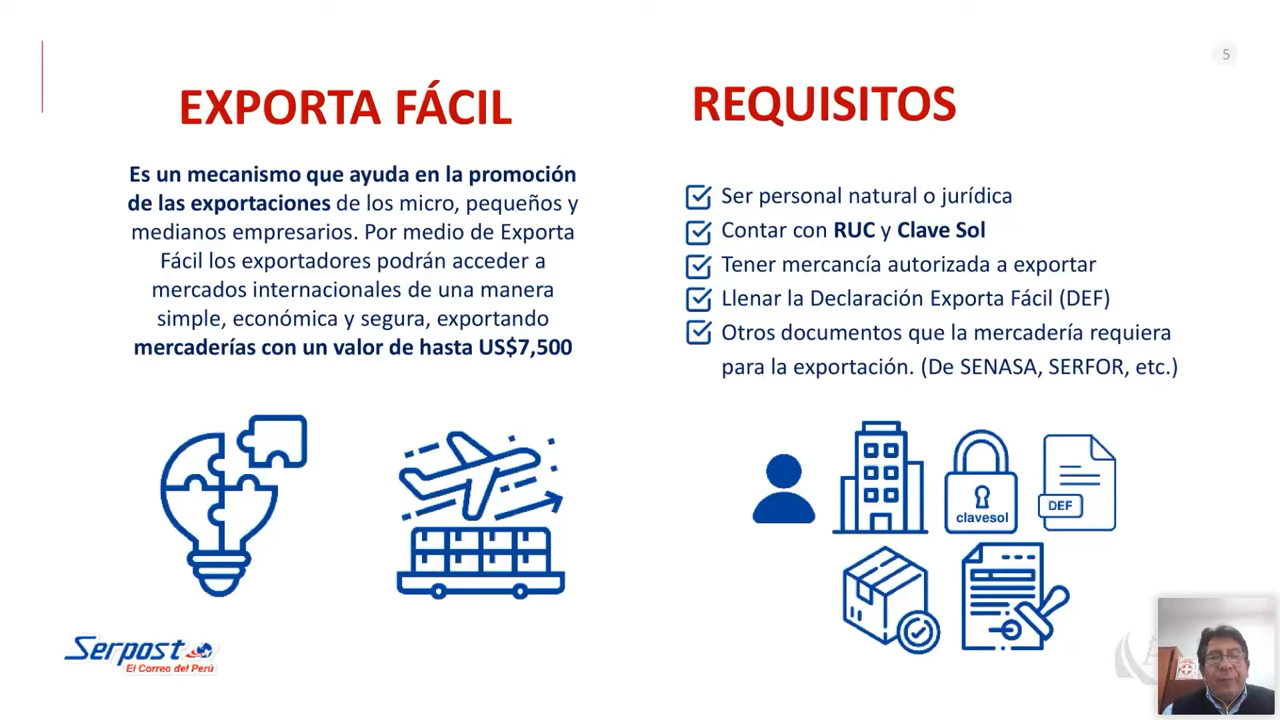 5
EXPORTA FÁCIL
Es un mecanismo que ayuda en la promoción
de las exportaciones de los micro, pequeños y
medianos empresarios. Por medio de Exporta
Fácil los exportadores podrán acceder a
mercados internacionales de una manera
simple, económica y segura, exportando
mercaderías con un valor de hasta US$7,500
REQUISITOS
Ser personal natural o jurídica
Contar con RUC y Clave Sol
Tener mercancía autorizada a exportar
Llenar la Declaración Exporta Fácil (DEF)
Otros documentos que la mercadería requiera
para la exportación. (De SENASA, SERFOR, etc.)
clavesol
DEF
Serpost
El Correo del Perú